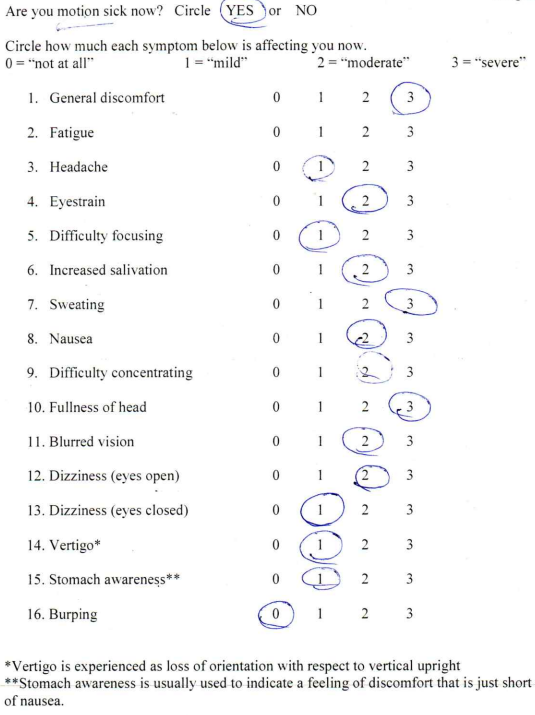 Are you motion sick now? Circle YES or NO
Circle how much each symptom below is affecting you now.
0 = “not at all” 1 = “mild” 2 = “moderate” 3 = “severe”
1. General discomfort 0 1 2 3
2. Fatigue 0 1 2 3
3. Headache 0 1 2 3
4. Eyestrain 0 1 2 3
5. Difficulty focusing 0 1 2 3
6. Increased salivation 0 1 2 3
7. Sweating 0 1 2 3
8. Nausea 0 1 2 3
9. Difficulty concentrating 0 1 2 3
10. Fullness of head 0 1 2 3
11. Blurred vision 0 1 2 3
12. Dizziness (eyes open) 0 1 2 3
13. Dizziness (eyes closed) 0 1 2 3
14. Vertigo* 0 1 2 3
15. Stomach awareness** 0 1 2 3
16. Burping 0 1 2 3
*Vertigo is experienced as loss of orientation with respect to vertical upright
**Stomach awareness is usually used to indicate a feeling of discomfort that is just short
of nausea.